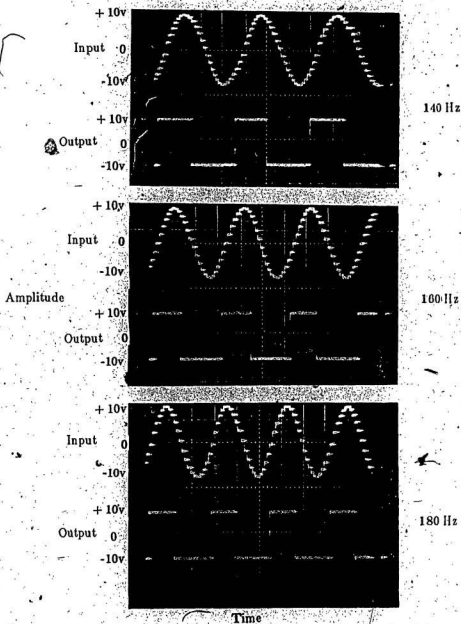 + 10v
Input
0
-10v
140 Hz
+ 10v
Output
0
-10v
+ 10v
Input
0
-10v
Amplitude
160 Hz
+ 10v
Output
0
-10v
+ 10v
Input
0
-10v
+ 10v
180 Hz
Output
0
-10v
Time